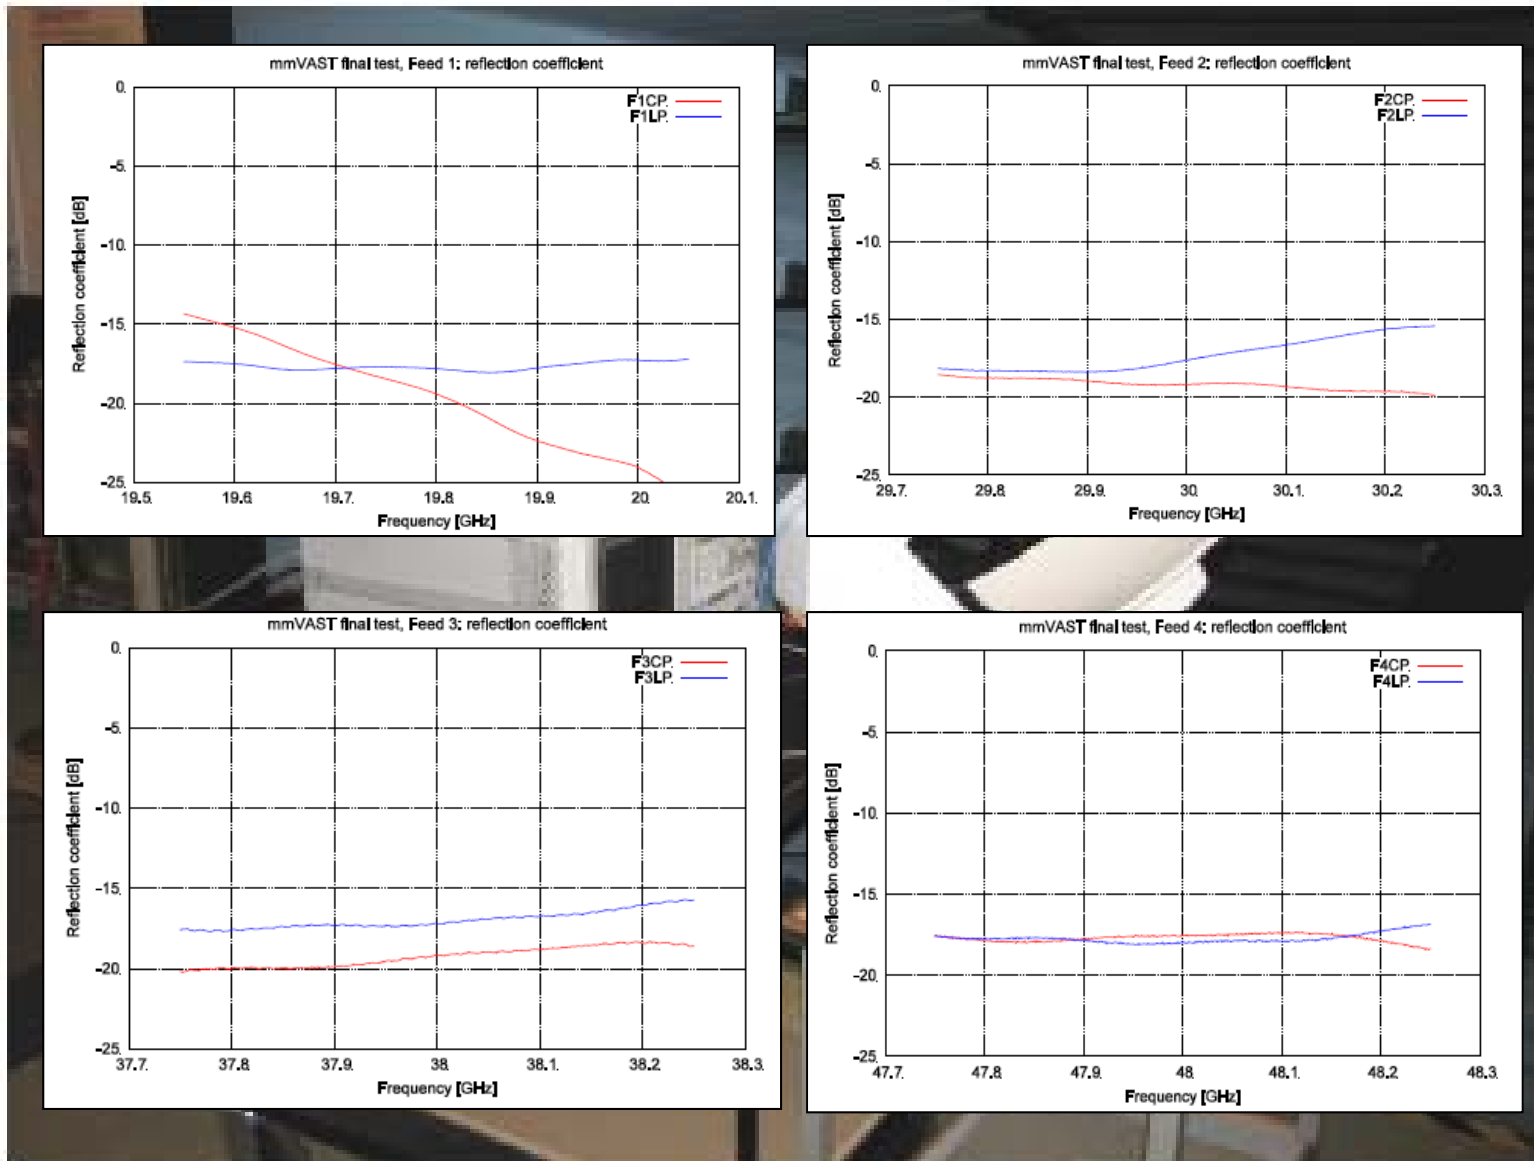 mmVAST final test, Feed 1: reflection coefficient
F1CP.
F1LP.
0.
-5.
-10.
-15.
-20.
-25.
Reflection coefficient [dB]
19.5. 19.6. 19.7. 19.8. 19.9. 20. 20.1.
Frequency [GHz]
mmVAST final test, Feed 2: reflection coefficient
F2CP.
F2LP.
0.
-5.
-10.
-15.
-20.
-25.
Reflection coefficient [dB]
29.7. 29.8. 29.9. 30. 30.1. 30.2. 30.3.
Frequency [GHz]
mmVAST final test, Feed 3: reflection coefficient
F3CP.
F3LP.
0.
-5.
-10.
-15.
-20.
-25.
Reflection coefficient [dB]
37.7. 37.8. 37.9. 38. 38.1. 38.2. 38.3.
Frequency [GHz]
mmVAST final test, Feed 4: reflection coefficient
F4CP.
F4LP.
0.
-5.
-10.
-15.
-20.
-25.
Reflection coefficient [dB]
47.7. 47.8. 47.9. 48. 48.1. 48.2. 48.3.
Frequency [GHz]